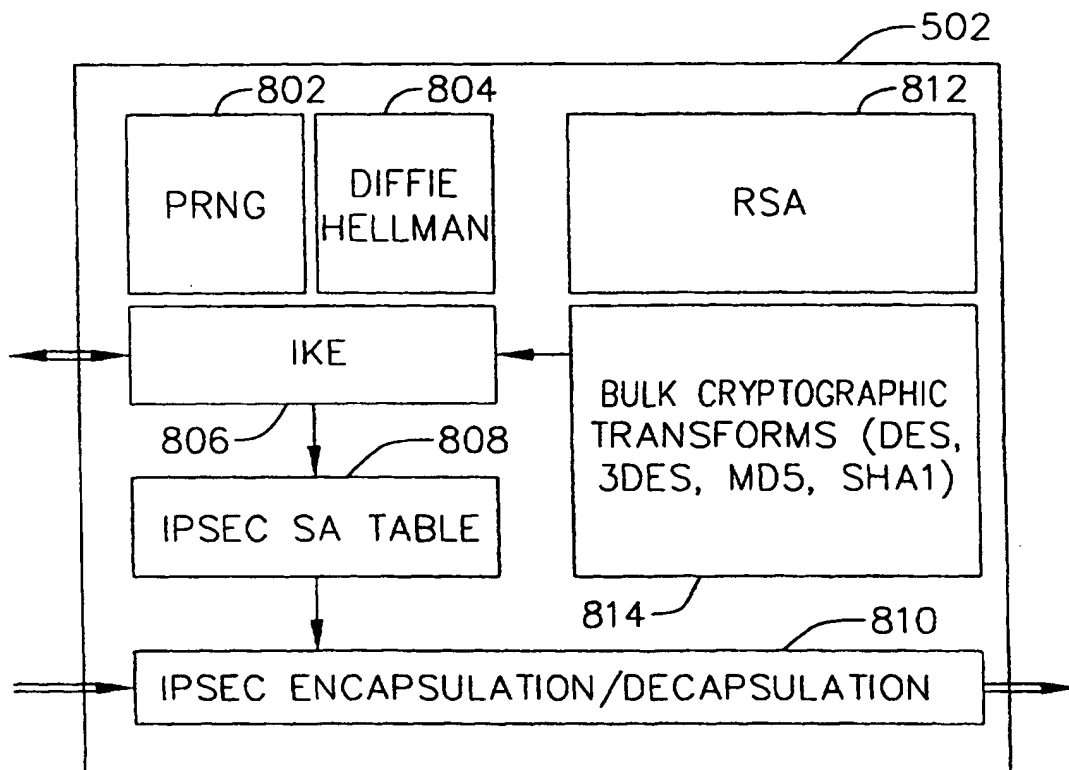 502
802
804
812
PRNG
DIFFIE
HELLMAN
RSA
IKE
BULK CRYPTOGRAPHIC
TRANSFORMS (DES,
3DES, MD5, SHA1)
806
808
IPSEC SA TABLE
814
810
IPSEC ENCAPSULATION/DECAPSULATION